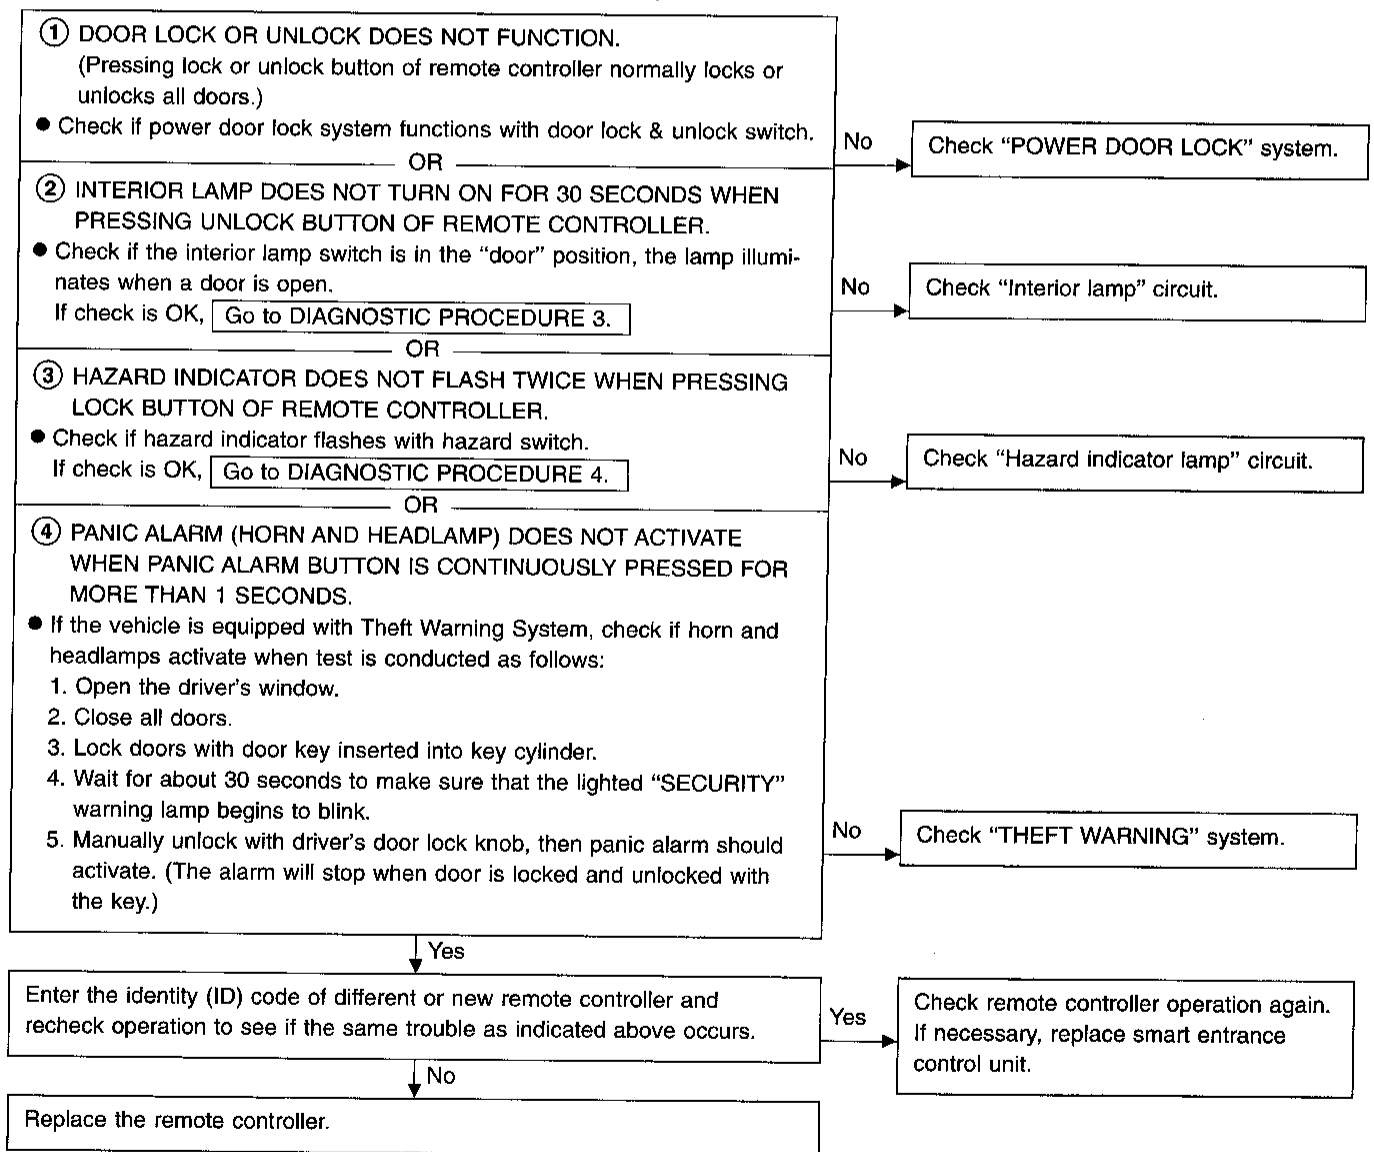 ① DOOR LOCK OR UNLOCK DOES NOT FUNCTION.
(Pressing lock or unlock button of remote controller normally locks or
unlocks all doors.)
● Check if power door lock system functions with door lock & unlock switch.
No
Check “POWER DOOR LOCK” system.
OR
② INTERIOR LAMP DOES NOT TURN ON FOR 30 SECONDS WHEN
PRESSING UNLOCK BUTTON OF REMOTE CONTROLLER.
● Check if the interior lamp switch is in the “door” position, the lamp illumi-
nates when a door is open.
If check is OK, Go to DIAGNOSTIC PROCEDURE 3.
No
Check “Interior lamp” circuit.
OR
③ HAZARD INDICATOR DOES NOT FLASH TWICE WHEN PRESSING
LOCK BUTTON OF REMOTE CONTROLLER.
● Check if hazard indicator flashes with hazard switch.
If check is OK, Go to DIAGNOSTIC PROCEDURE 4.
No
Check “Hazard indicator lamp” circuit.
OR
④ PANIC ALARM (HORN AND HEADLAMP) DOES NOT ACTIVATE
WHEN PANIC ALARM BUTTON IS CONTINUOUSLY PRESSED FOR
MORE THAN 1 SECONDS.
● If the vehicle is equipped with Theft Warning System, check if horn and
headlamps activate when test is conducted as follows:
1. Open the driver’s window.
2. Close all doors.
3. Lock doors with door key inserted into key cylinder.
4. Wait for about 30 seconds to make sure that the lighted “SECURITY”
warning lamp begins to blink.
5. Manually unlock with driver’s door lock knob, then panic alarm should
activate. (The alarm will stop when door is locked and unlocked with
the key.)
No
Check “THEFT WARNING” system.
Yes
Enter the identity (ID) code of different or new remote controller and
recheck operation to see if the same trouble as indicated above occurs.
Yes
Check remote controller operation again.
If necessary, replace smart entrance
control unit.
No
Replace the remote controller.